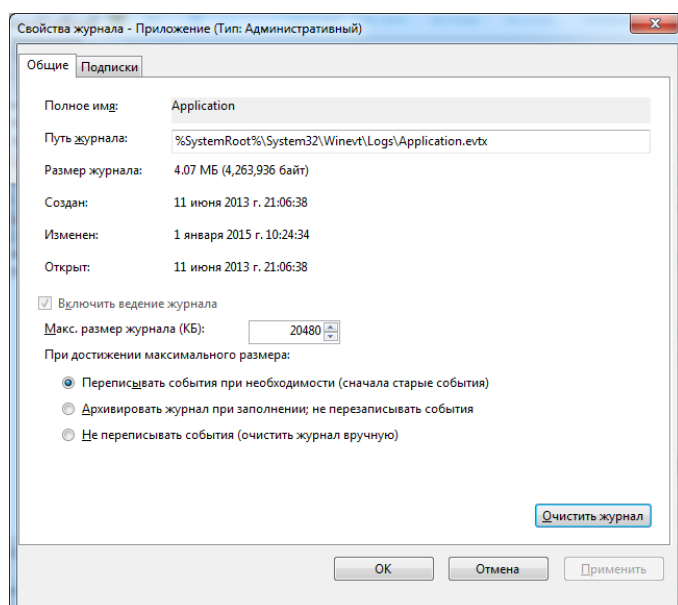 Свойства журнала - Приложение (Тип: Административный)
Общие Подписки
Полное имя: Application
Путь журнала: %SystemRoot%\System32\Winevt\Logs\Application.evtx
Размер журнала: 4.07 МБ (4,263,936 байт)
Создан: 11 июня 2013 г. 21:06:38
Изменен: 1 января 2015 г. 10:24:34
Открыт: 11 июня 2013 г. 21:06:38
Включить ведение журнала
Макс. размер журнала (КБ): 20480
При достижении максимального размера:
Переписывать события при необходимости (сначала старые события)
Архивировать журнал при заполнении; не перезаписывать события
Не переписывать события (очистить журнал вручную)
Очистить журнал
ОК Отмена Применить